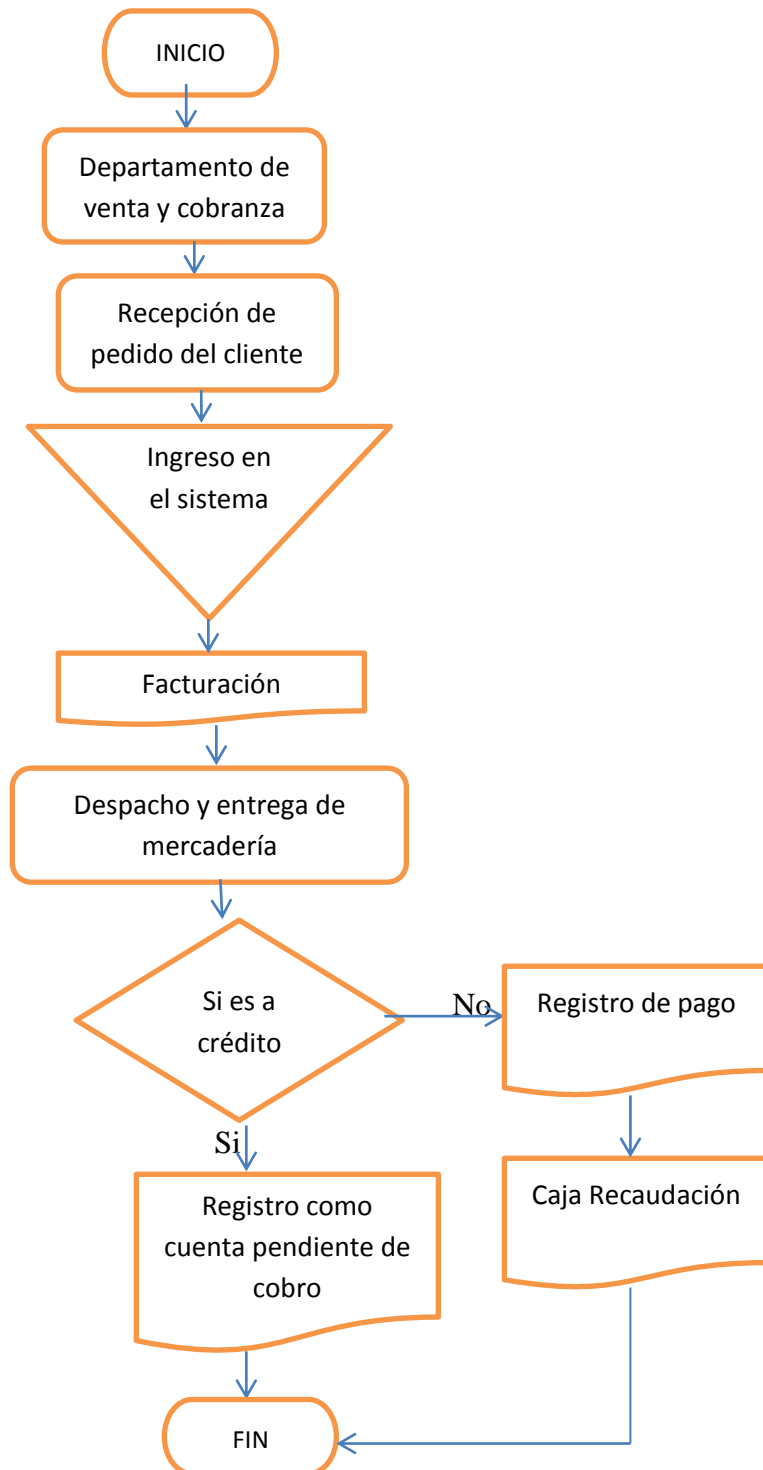 INICIO
Departamento de
venta y cobranza
Recepción de
pedido del cliente
Ingreso en
el sistema
Facturación
Despacho y entrega de
mercadería
Si es a
crédito
No
Registro de pago
Si
Registro como
cuenta pendiente de
cobro
Caja Recaudación
FIN